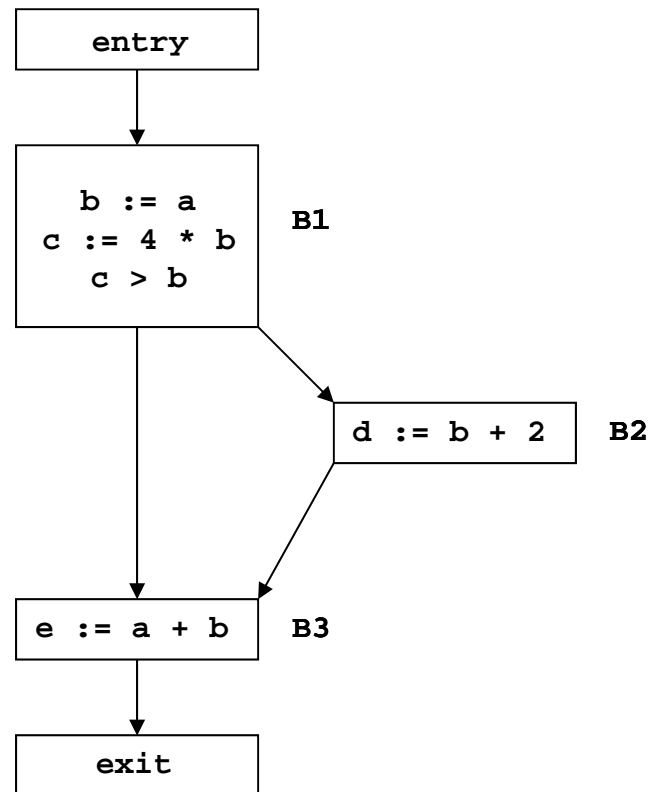 entry
b := a
c := 4 * b
c > b
B1
d := b + 2
B2
e := a + b
B3
exit